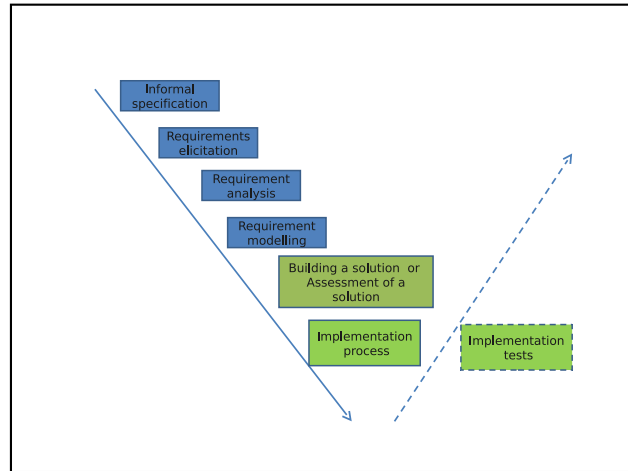 Informal
specification
Requirements
elicitation
Requirement
analysis
Requirement
modelling
Building a solution or
Assessment of a
solution
Implementation
process
Implementation
tests